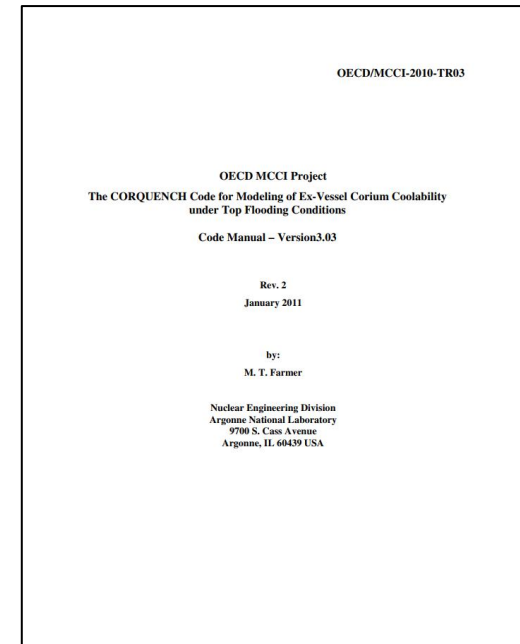 OECD/MCCI-2010-TR03
OECD MCCI Project
The CORQUENCH Code for Modeling of Ex-Vessel Corium Coolability
under Top Flooding Conditions
Code Manual – Version3.03
Rev. 2
January 2011
by:
M. T. Farmer
Nuclear Engineering Division
Argonne National Laboratory
9700 S. Cass Avenue
Argonne, IL 60439 USA